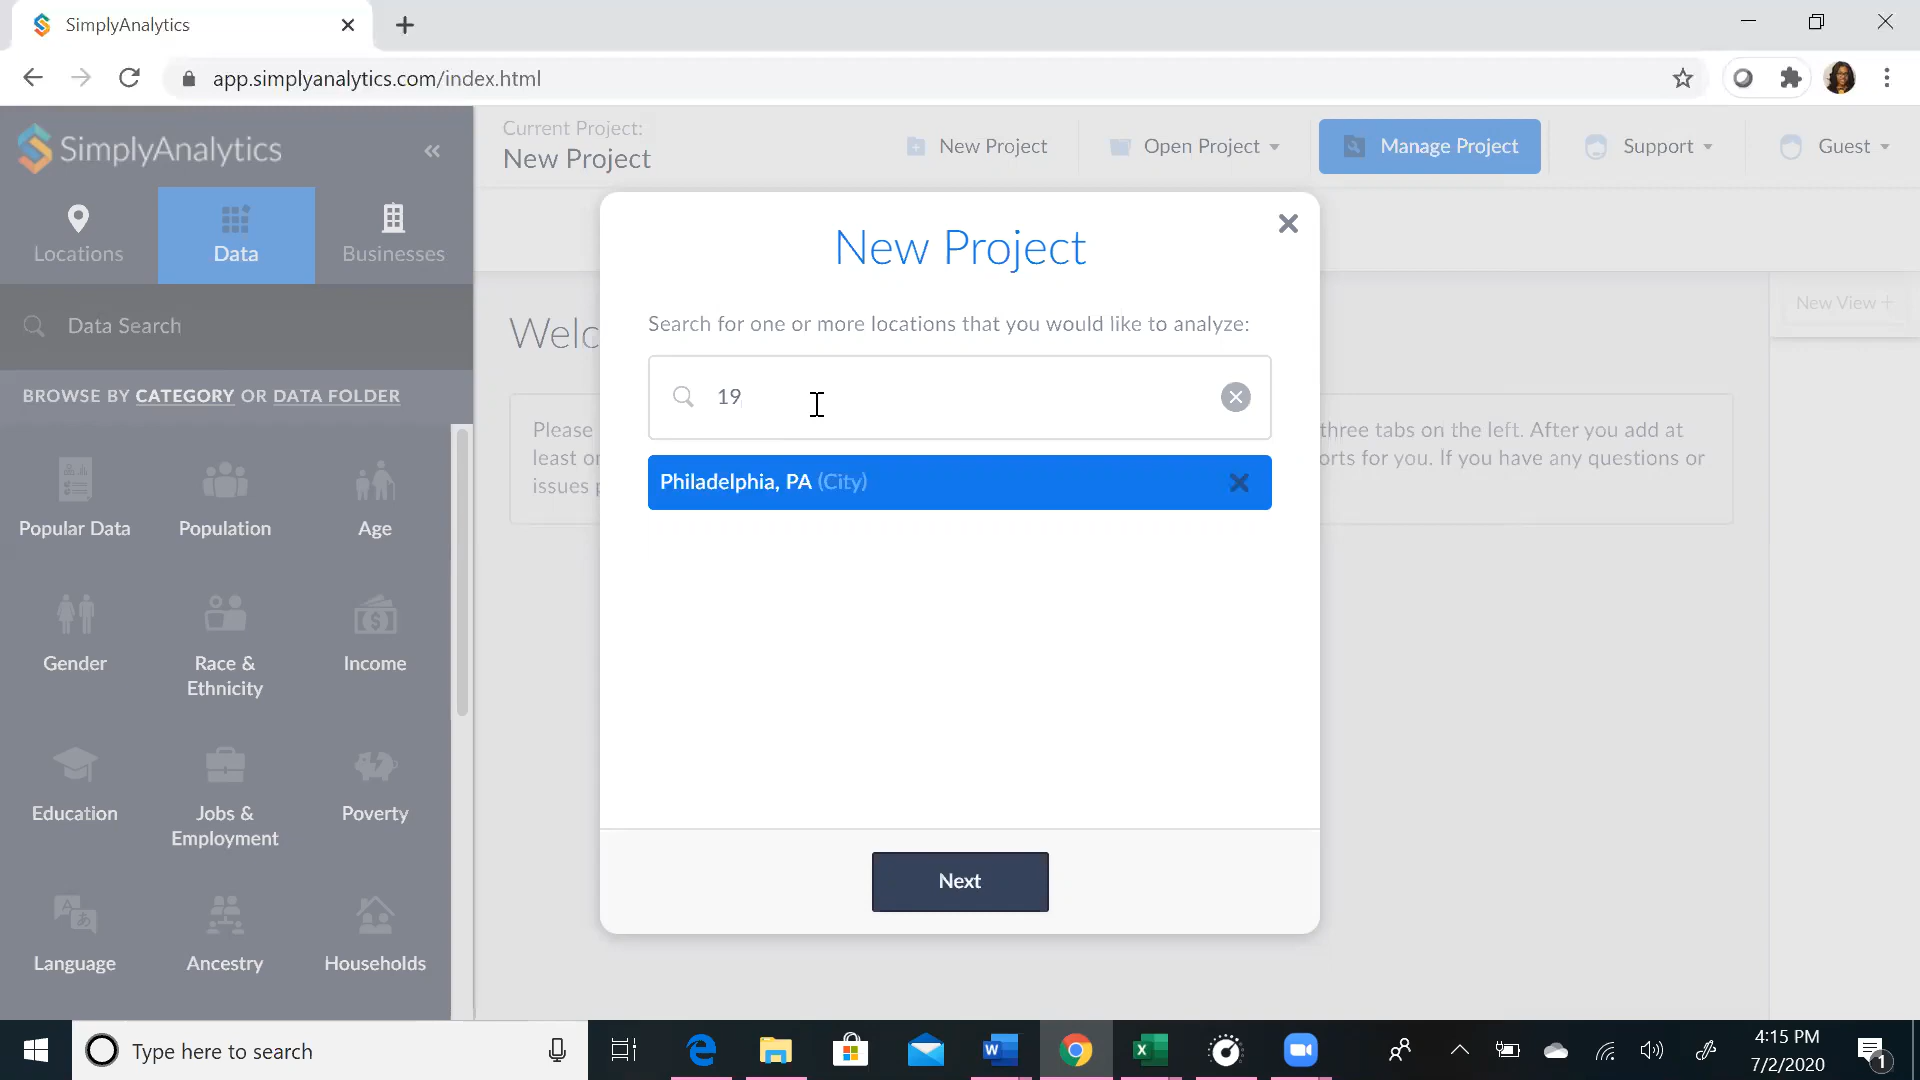 SimplyAnalytics
app.simplyanalytics.com/index.html
SimplyAnalytics
Current Project:
New Project
New Project
Open Project
Manage Project
Support
Guest
Locations
Data
Businesses
Data Search
BROWSE BY CATEGORY OR DATA FOLDER
Popular Data
Population
Age
Gender
Race &
Ethnicity
Income
Education
Jobs &
Employment
Poverty
Language
Ancestry
Households
New View +
Welc
Please
three tabs on the left. After you add at
least or
orts for you. If you have any questions or
issues
New Project
Search for one or more locations that you would like to analyze:
19
Philadelphia, PA (City)
Next
Type here to search
4:15 PM
7/2/2020
1